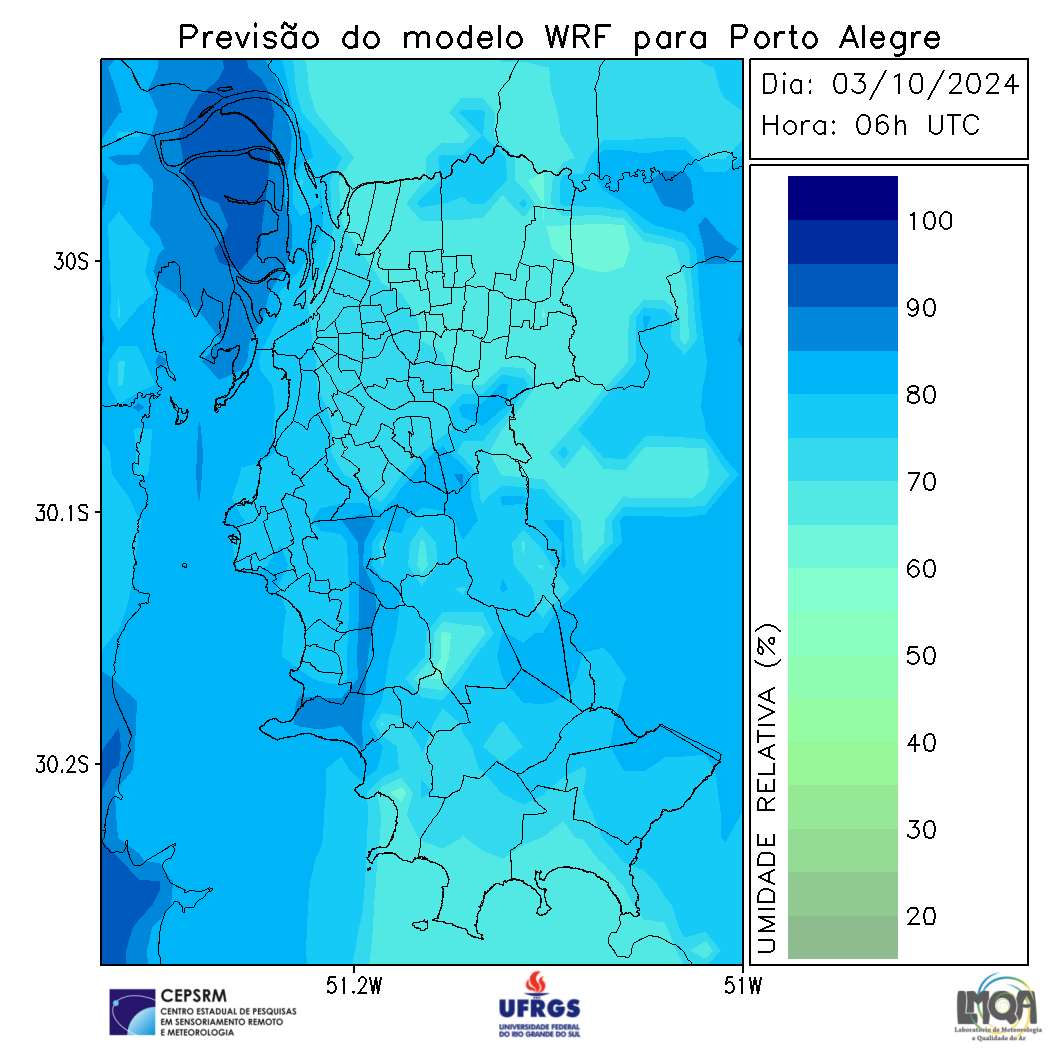 Previsão do modelo WRF para Porto Alegre
Dia: 03/10/2024
Hora: 06h UTC
30S
30.1S
30.2S
51.2W
51W
100
90
80
70
60
50
40
30
20
UMIDADE RELATIVA (%)
CEPSRM
CENTRO ESTADUAL DE PESQUISAS
EM SENSORIAMENTO REMOTO
E METEOROLOGIA
UFRGS
UNIVERSIDADE FEDERAL
DO RIO GRANDE DO SUL
LMQA
Laboratório de Meteorologia
e Qualidade do Ar